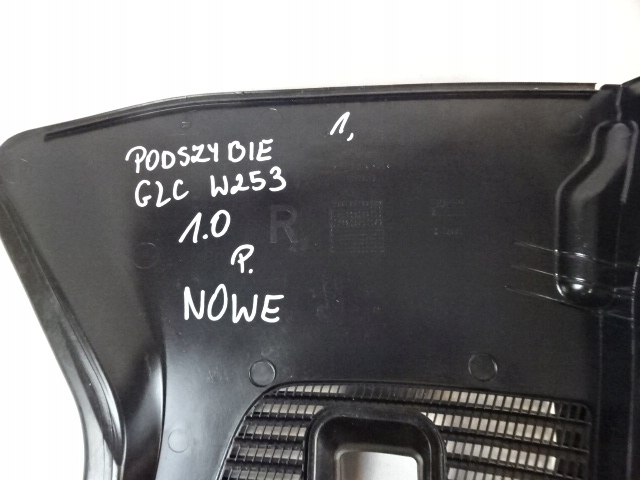 1,
PODSZYBIE
GLC W253
1.0
R
P.
NOWE